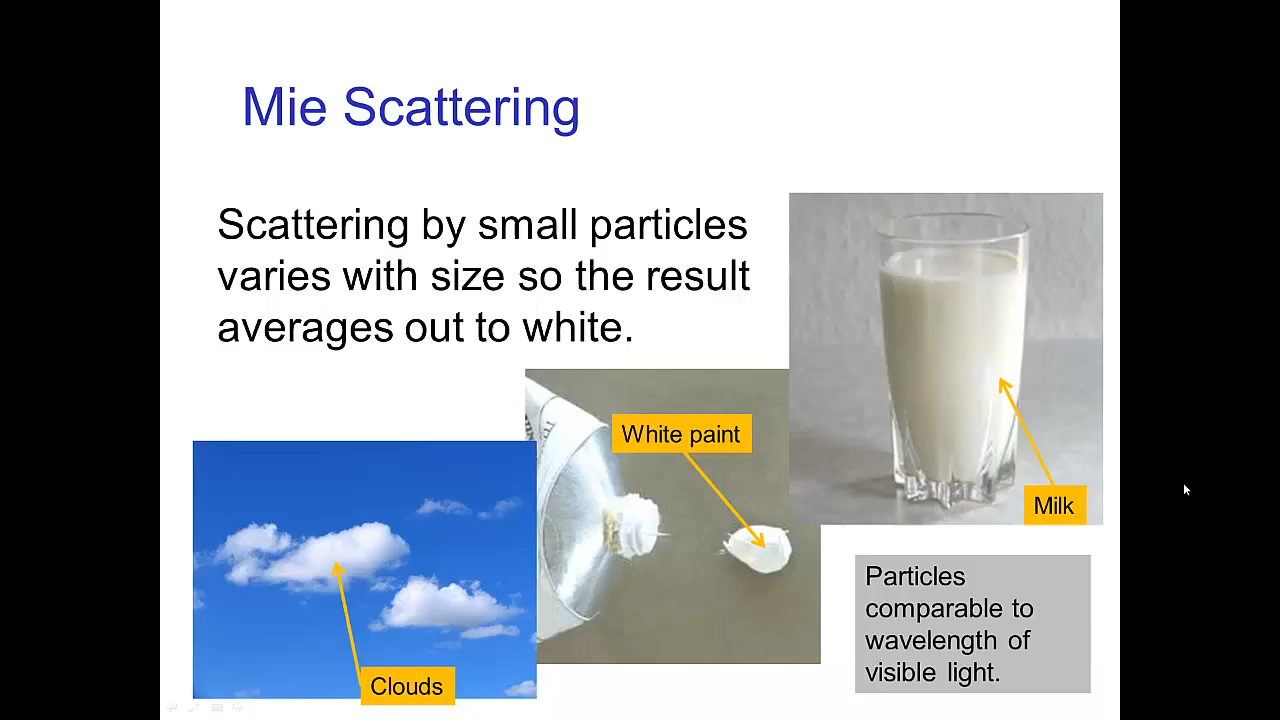 Mie Scattering
Scattering by small particles
varies with size so the result
averages out to white.
White paint
Milk
Particles
comparable to
wavelength of
visible light.
Clouds